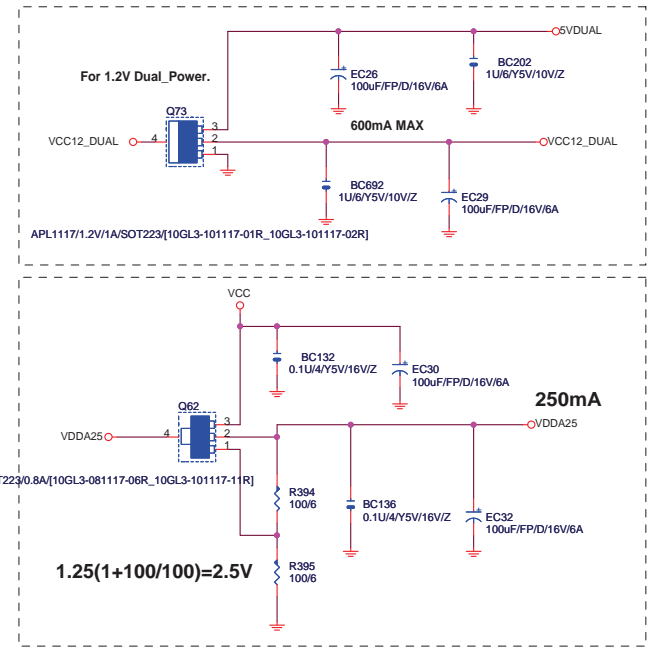 5VDUAL
For 1.2V Dual_Power.
EC26
100uF/FP/D/16V/6A
BC202
1U/6/Y5V/10V/Z
Q73
VCC12_DUAL
4
3
2
1
600mA MAX
VCC12_DUAL
BC692
1U/6/Y5V/10V/Z
EC29
100uF/FP/D/16V/6A
APL1117/1.2V/1A/SOT223/[10GL3-101117-01R_10GL3-101117-02R]
VCC
BC132
0.1U/4/Y5V/16V/Z
EC30
100uF/FP/D/16V/6A
Q62
VDDA25
4
3
2
1
250mA
VDDA25
T223/0.8A/[10GL3-081117-06R_10GL3-101117-11R]
R394
100/6
BC136
0.1U/4/Y5V/16V/Z
EC32
100uF/FP/D/16V/6A
1.25(1+100/100)=2.5V
R395
100/6